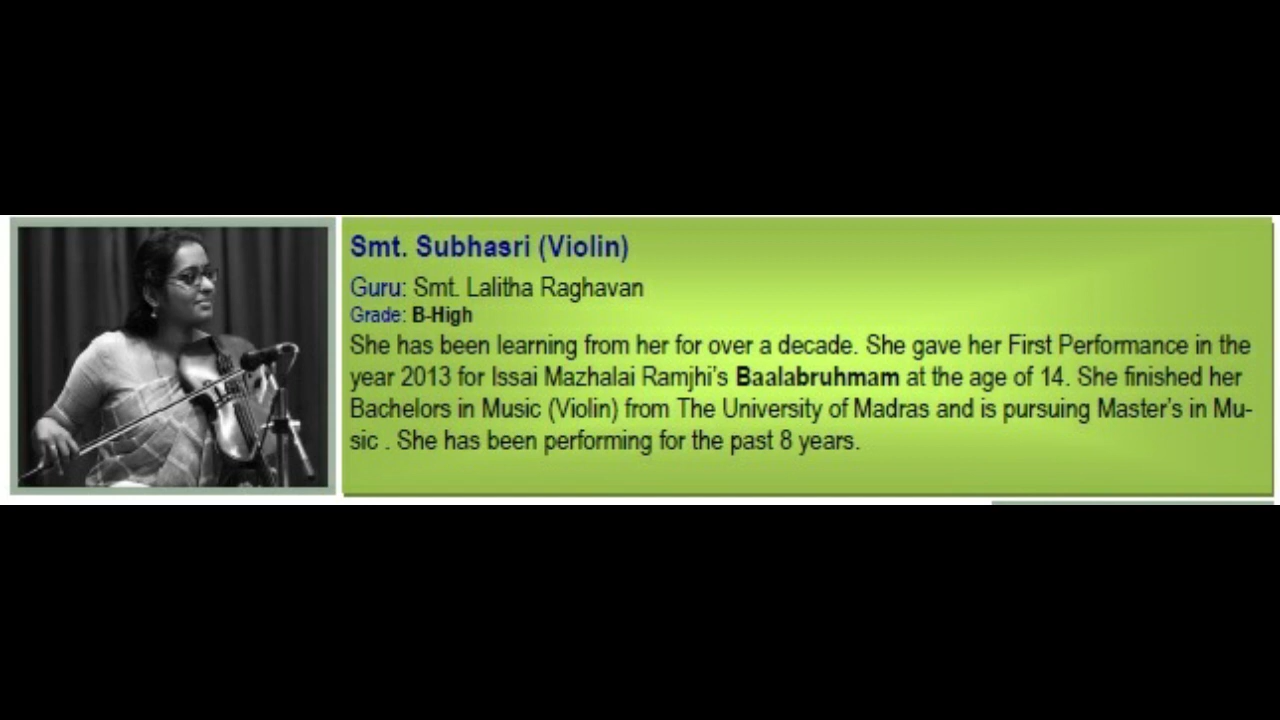 Smt. Subhasri (Violin)
Guru: Smt. Lalitha Raghavan
Grade: B-High
She has been learning from her for over a decade. She gave her First Performance in the
year 2013 for Issai Mazhalai Ramjhi's Baalabruhmam at the age of 14. She finished her
Bachelors in Music (Violin) from The University of Madras and is pursuing Master's in Mu-
sic . She has been performing for the past 8 years.